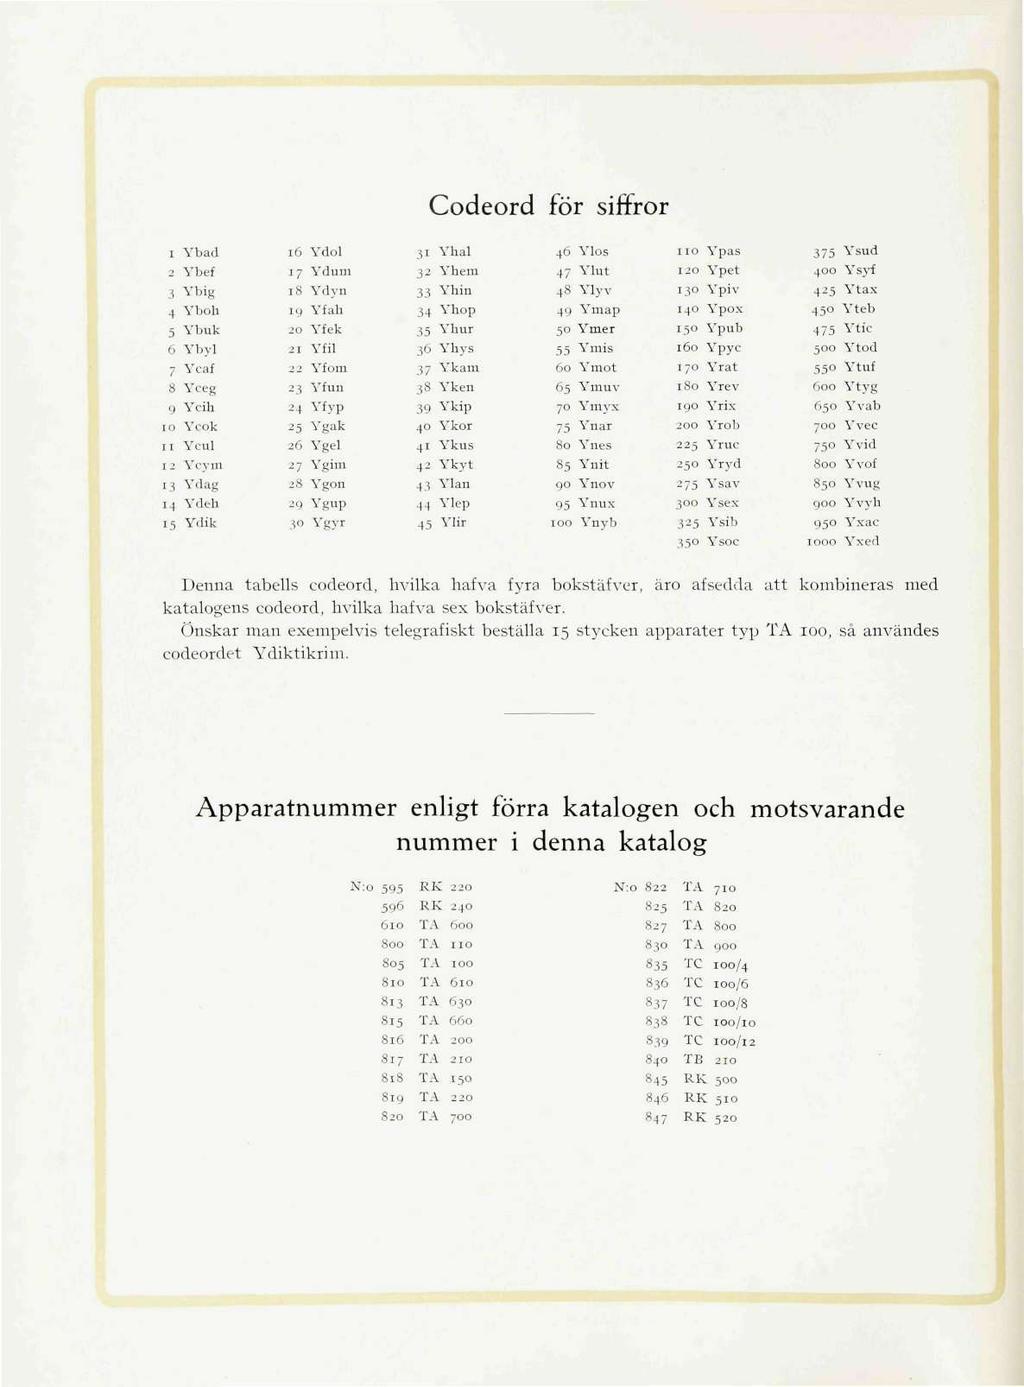 Codeord för siffror
1 Ybad 16 Ydol 31 Yhal 46 Ylos 110 Ypas 375 Ysud
2 Ybef 17 Ydum 32 Yhem 47 Ylut 120 Ypet 400 Ysyf
3 Ybig 18 Ydyn 33 Yhin 48 Ylyv 130 Ypiv 425 Ytax
4 Yboh 19 Yfah 34 Yhop 49 Ymap 140 Ypox 450 Yteb
5 Ybuk 20 Yfek 35 Yhur 50 Ymer 150 Ypub 475 Ytic
6 Ybyl 21 Yfil 36 Yhys 55 Ymis 160 Ypyc 500 Ytod
7 Ycaf 22 Yfom 37 Ykam 60 Ymot 170 Yrat 550 Ytuf
8 Yceg 23 Yfun 38 Yken 65 Ymuv 180 Yrev 600 Ytyg
9 Ycih 24 Yfyp 39 Ykip 70 Ymyx 190 Yrix 650 Yvab
10 Ycok 25 Ygak 40 Ykor 75 Ynar 200 Yrob 700 Yvec
11 Ycul 26 Ygel 41 Ykus 80 Ynes 225 Yruc 750 Yvid
12 Ycym 27 Ygim 42 Ykyt 85 Ynit 250 Yryd 800 Yvof
13 Ydag 28 Ygon 43 Ylan 90 Ynov 275 Ysav 850 Yvug
14 Ydeh 29 Ygup 44 Ylep 95 Ynux 300 Ysex 900 Yvyh
15 Ydik 30 Ygyr 45 Ylir 100 Ynyb 325 Ysib 950 Yxac
350 Ysoc 1000 Yxed
Denna tabells codeord, hvilka hafva fyra bokstäfver, äro afsedda att kombineras med
katalogens codeord, hvilka hafva sex bokstäfver.
Önskar man exempelvis telegrafiskt beställa 15 stycken apparater typ TA 100, så användes
codeordet Ydiktikrim.
Apparatnummer enligt förra katalogen och motsvarande
nummer i denna katalog
N:o 595 RK 220 N:o 822 TA 710
596 RK 240 825 TA 820
610 TA 600 827 TA 800
800 TA 110 830 TA 900
805 TA 100 835 TC 100/4
810 TA 610 836 TC 100/6
813 TA 630 837 TC 100/8
815 TA 660 838 TC 100/10
816 TA 200 839 TC 100/12
817 TA 210 840 TB 210
818 TA 150 845 RK 500
819 TA 220 846 RK 510
820 TA 700 847 RK 520